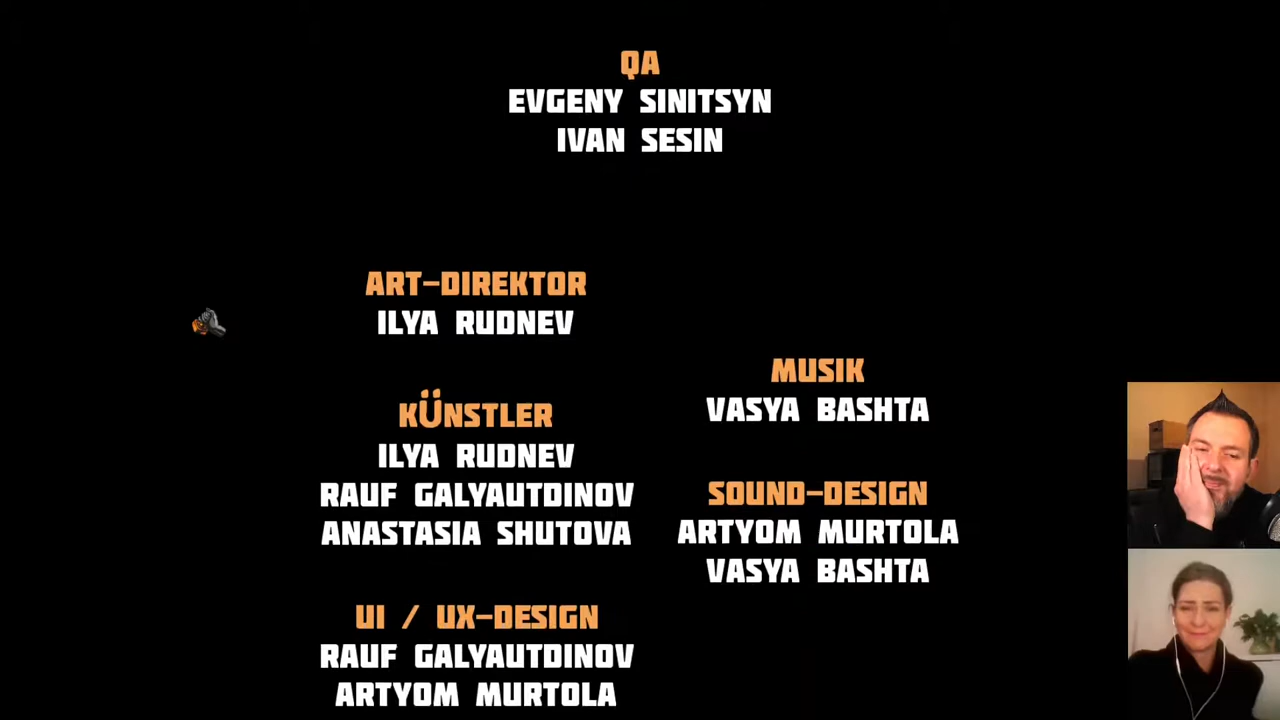 QA
EVGENY SINITSYN
IVAN SESIN
ART-DIREKTOR
ILYA RUDNEV
KÜNSTLER
ILYA RUDNEV
RAUF GALYAUTDINOV
ANASTASIA SHUTOVA
UI / UX-DESIGN
RAUF GALYAUTDINOV
ARTYOM MURTOLA
MUSIK
VASYA BASHTA
SOUND-DESIGN
ARTYOM MURTOLA
VASYA BASHTA